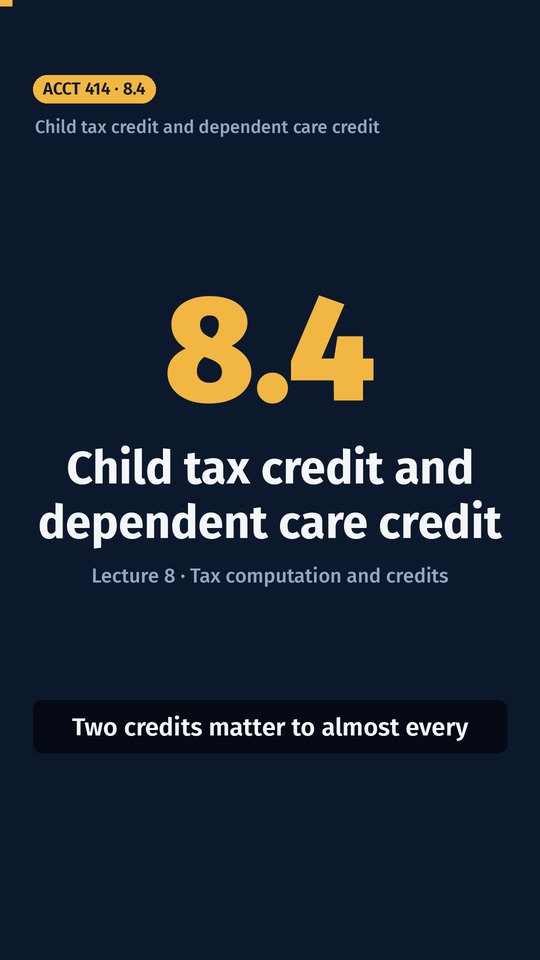 ACCT 414 · 8.4
Child tax credit and dependent care credit
8.4
Child tax credit and
dependent care credit
Lecture 8 · Tax computation and credits
Two credits matter to almost every